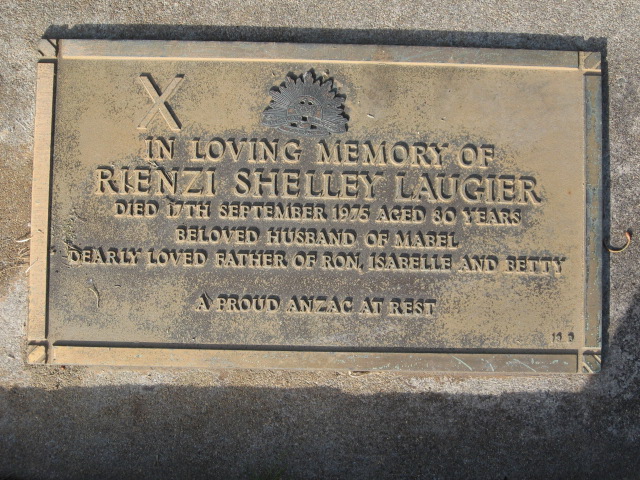 X
IN LOVING MEMORY OF
RIENZI SHELLEY LAUGIER
DIED 17TH SEPTEMBER 1975 AGED 80 YEARS
BELOVED HUSBAND OF MABEL
DEARLY LOVED FATHER OF RON, ISABELLE AND BETTY
A PROUD ANZAC AT REST